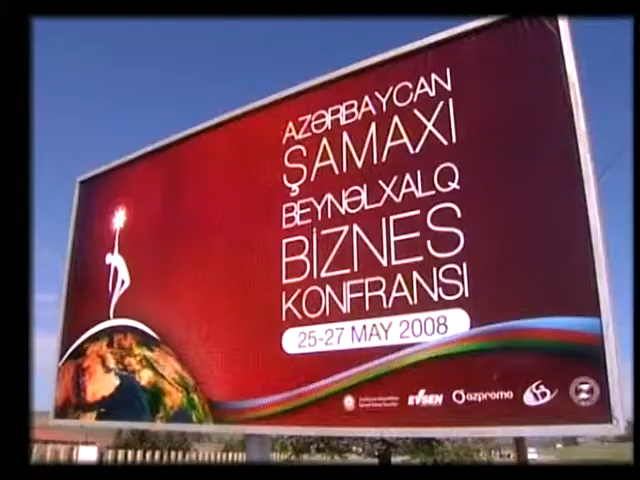 AZƏRBAYCAN
ŞAMAXI
BEYNƏLXALQ
BİZNES
KONFRANSI
25-27 MAY 2008
EVSEN
azpromo